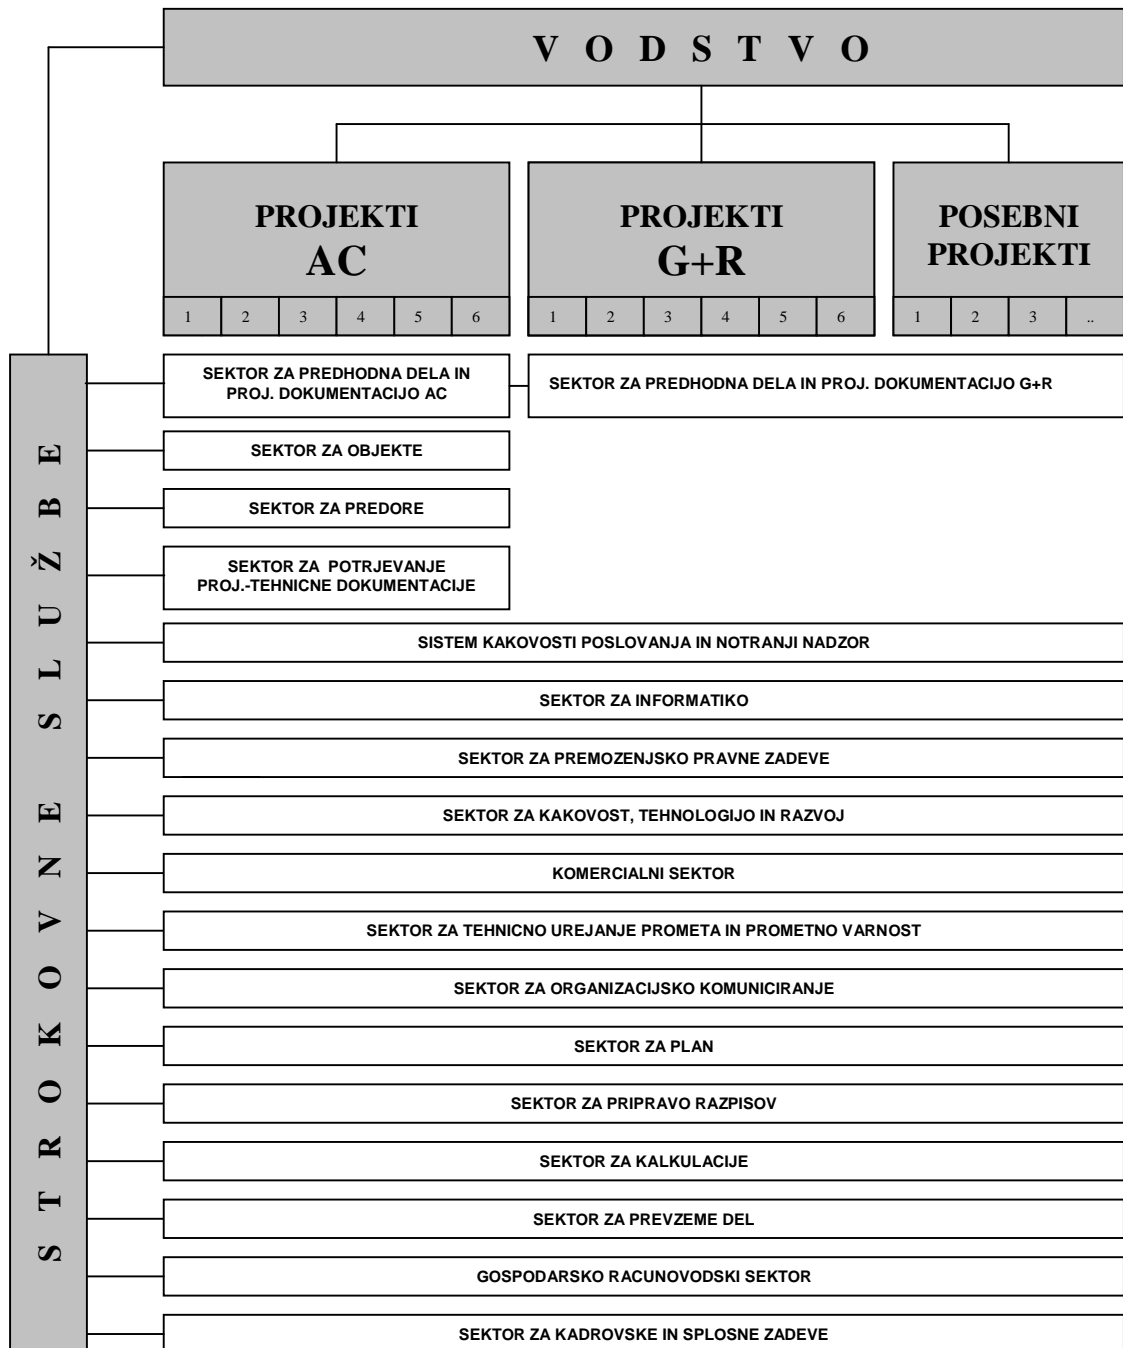 V O D S T V O
PROJEKTI
AC
PROJEKTI
G+R
POSEBNI
PROJEKTI
1 2 3 4 5 6
1 2 3 4 5 6
1 2 3 ..
S T R O K O V N E S L U Ž B E
SEKTOR ZA PREDHODNA DELA IN
PROJ. DOKUMENTACIJO AC
SEKTOR ZA PREDHODNA DELA IN PROJ. DOKUMENTACIJO G+R
SEKTOR ZA OBJEKTE
SEKTOR ZA PREDORE
SEKTOR ZA POTRJEVANJE
PROJ.-TEHNICNE DOKUMENTACIJE
SISTEM KAKOVOSTI POSLOVANJA IN NOTRANJI NADZOR
SEKTOR ZA INFORMATIKO
SEKTOR ZA PREMOZENJSKO PRAVNE ZADEVE
SEKTOR ZA KAKOVOST, TEHNOLOGIJO IN RAZVOJ
KOMERCIALNI SEKTOR
SEKTOR ZA TEHNICNO UREJANJE PROMETA IN PROMETNO VARNOST
SEKTOR ZA ORGANIZACIJSKO KOMUNICIRANJE
SEKTOR ZA PLAN
SEKTOR ZA PRIPRAVO RAZPISOV
SEKTOR ZA KALKULACIJE
SEKTOR ZA PREVZEME DEL
GOSPODARSKO RACUNOVODSKI SEKTOR
SEKTOR ZA KADROVSKE IN SPLOSNE ZADEVE